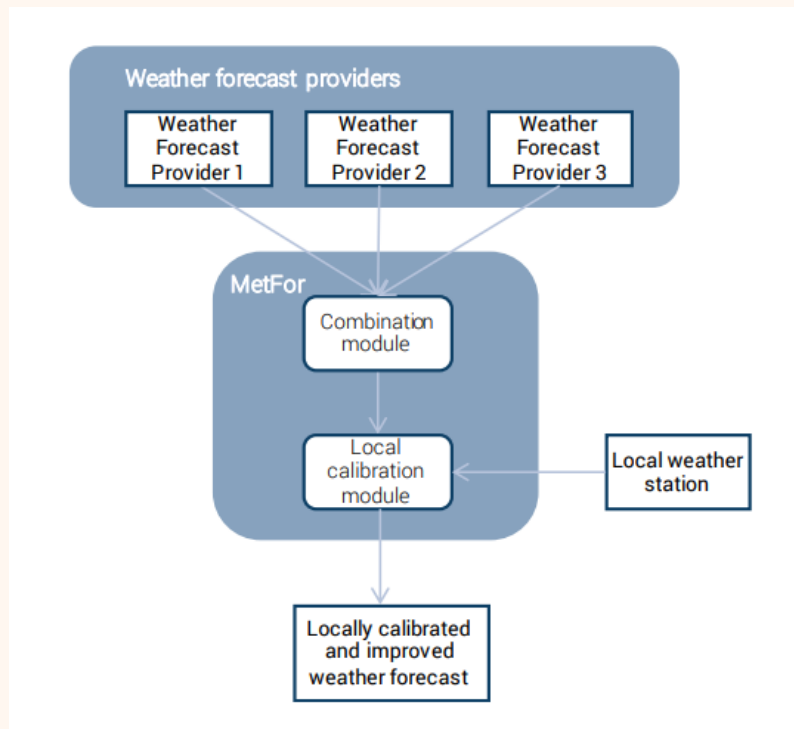 Weather forecast providers
Weather
Forecast
Provider 1
Weather
Forecast
Provider 2
Weather
Forecast
Provider 3
MetFor
Combination
module
Local
calibration
module
Local weather
station
Locally calibrated
and improved
weather forecast